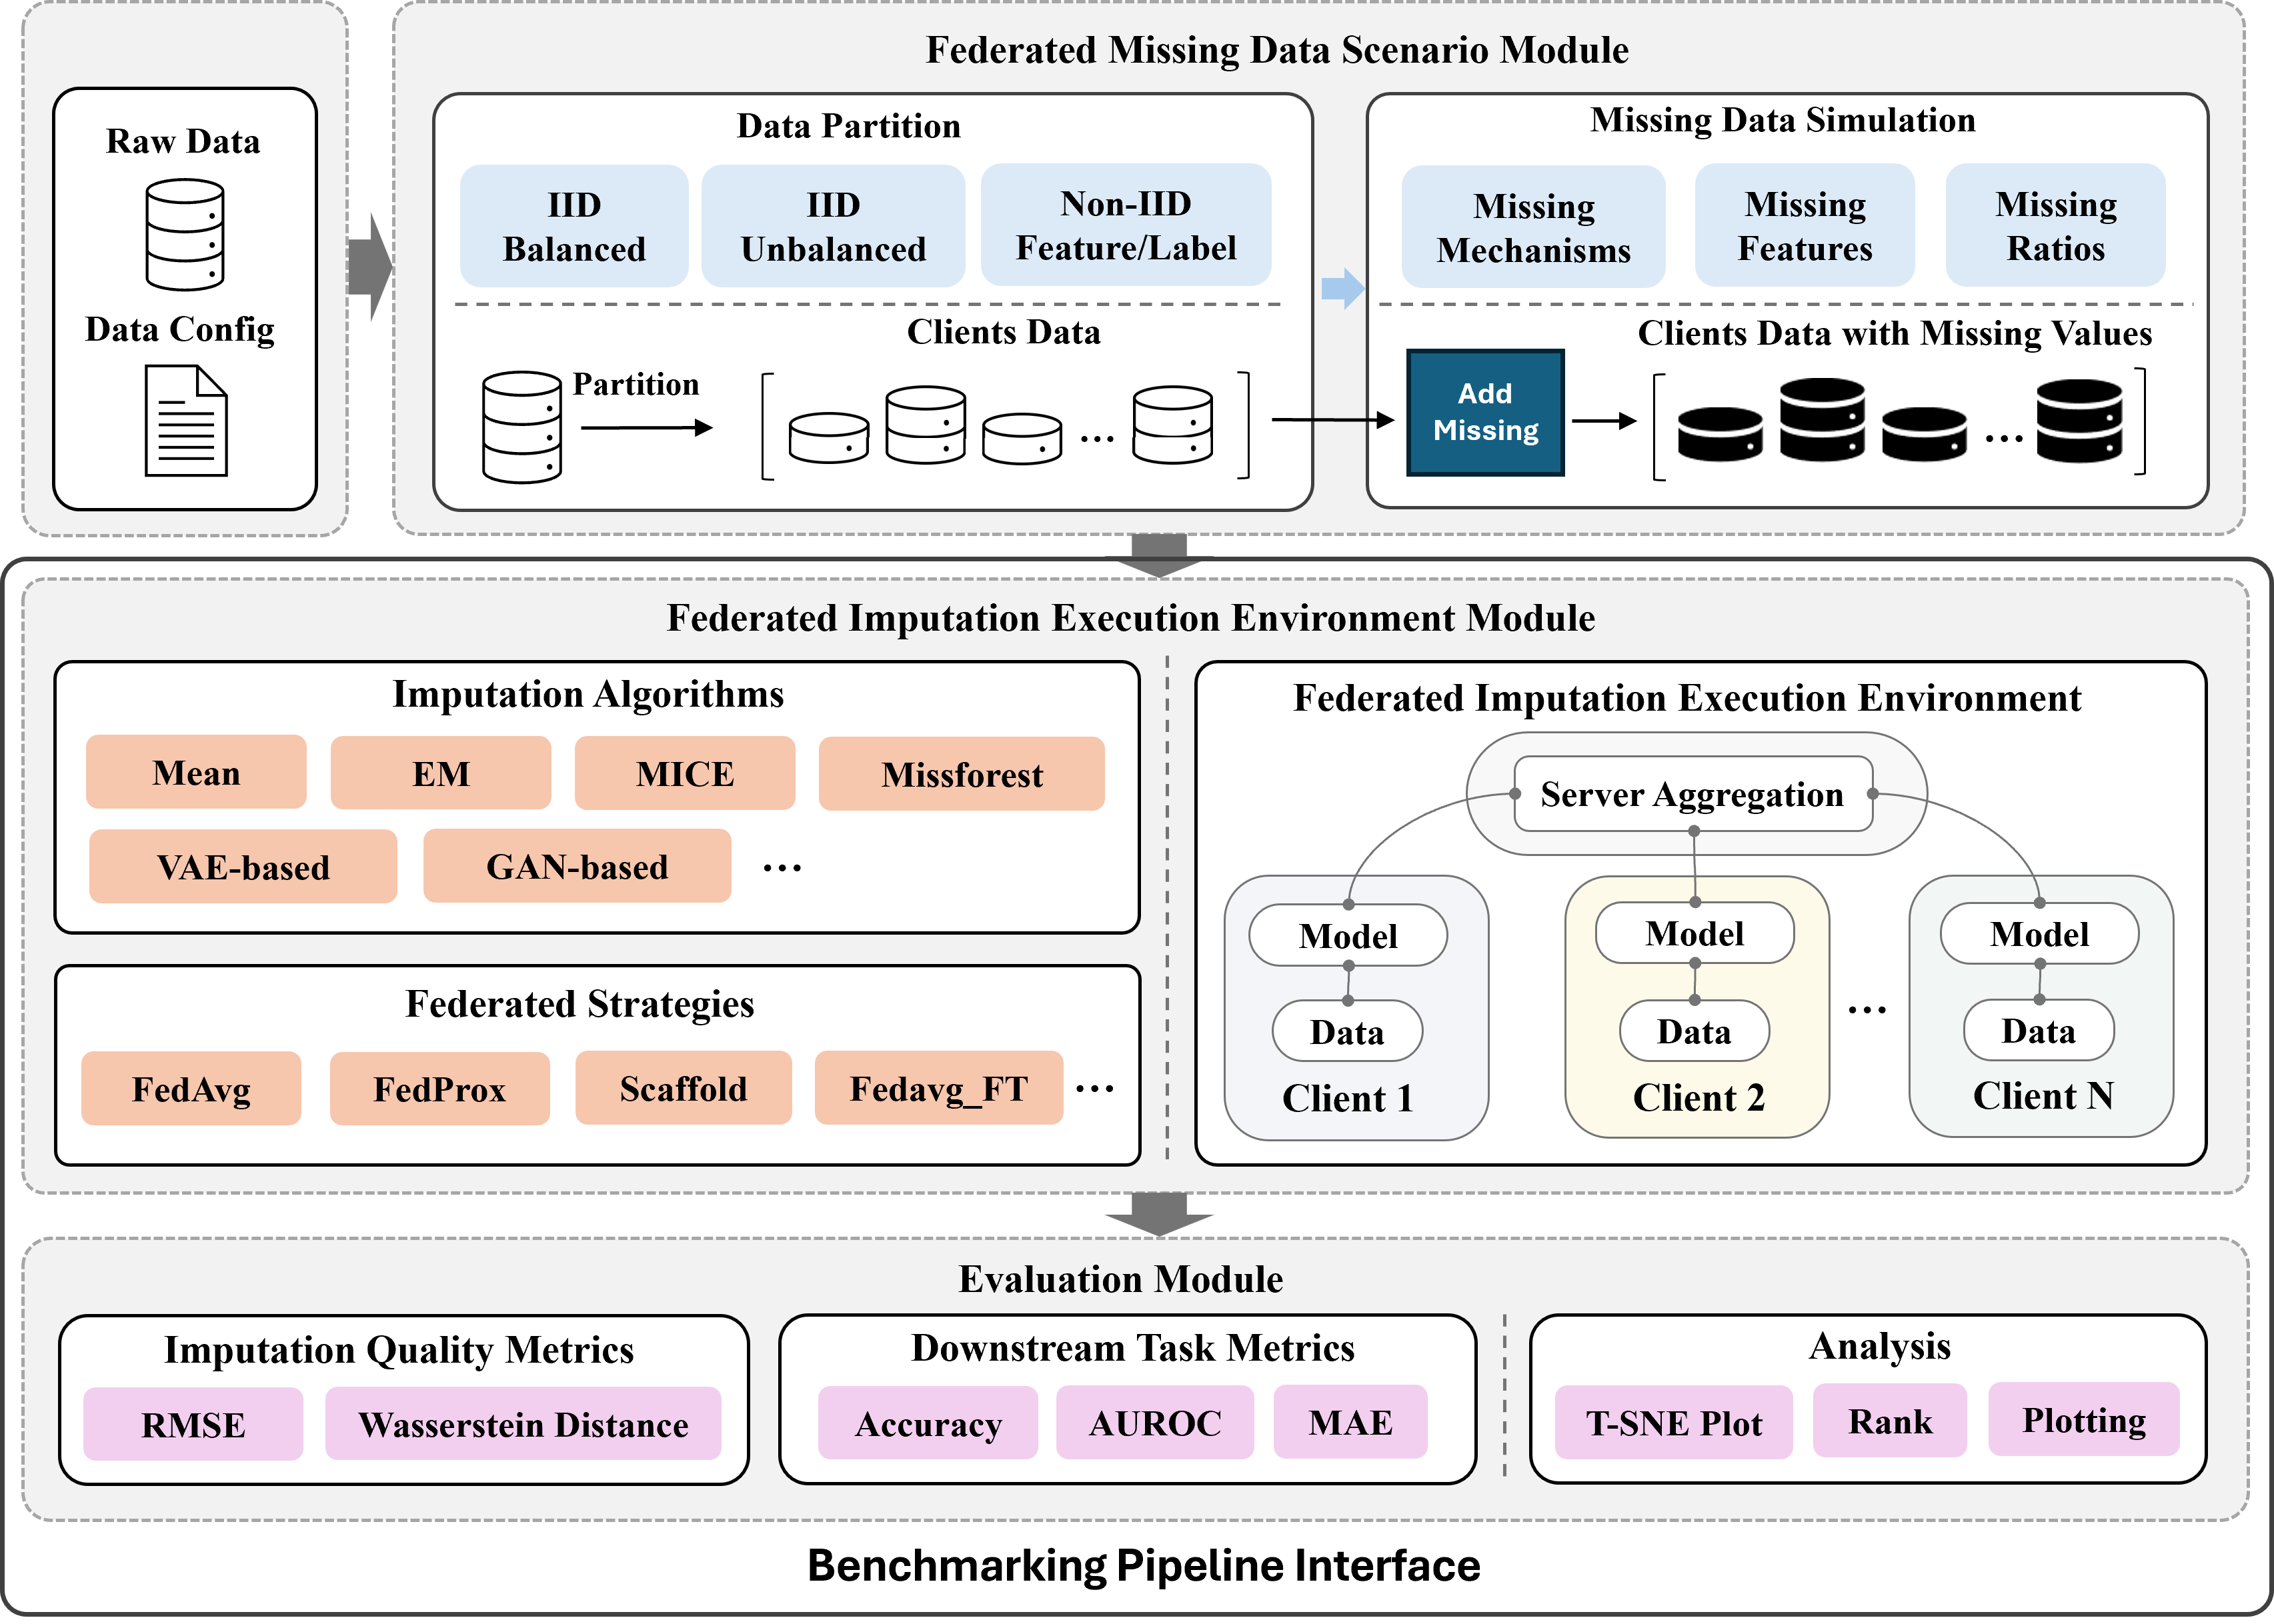 Raw Data
Data Config
Federated Missing Data Scenario Module
Data Partition
IID
Balanced
IID
Unbalanced
Non-IID
Feature/Label
Clients Data
Partition
...
Missing Data Simulation
Missing
Mechanisms
Missing
Features
Missing
Ratios
Clients Data with Missing Values
Add
Missing
...
Federated Imputation Execution Environment Module
Imputation Algorithms
Mean
EM
MICE
Missforest
VAE-based
GAN-based
...
Federated Strategies
FedAvg
FedProx
Scaffold
Fedavg_FT
...
Federated Imputation Execution Environment
Server Aggregation
Model
Data
Client 1
Model
Data
Client 2
...
Model
Data
Client N
Evaluation Module
Imputation Quality Metrics
RMSE
Wasserstein Distance
Downstream Task Metrics
Accuracy
AUROC
MAE
Analysis
T-SNE Plot
Rank
Plotting
Benchmarking Pipeline Interface